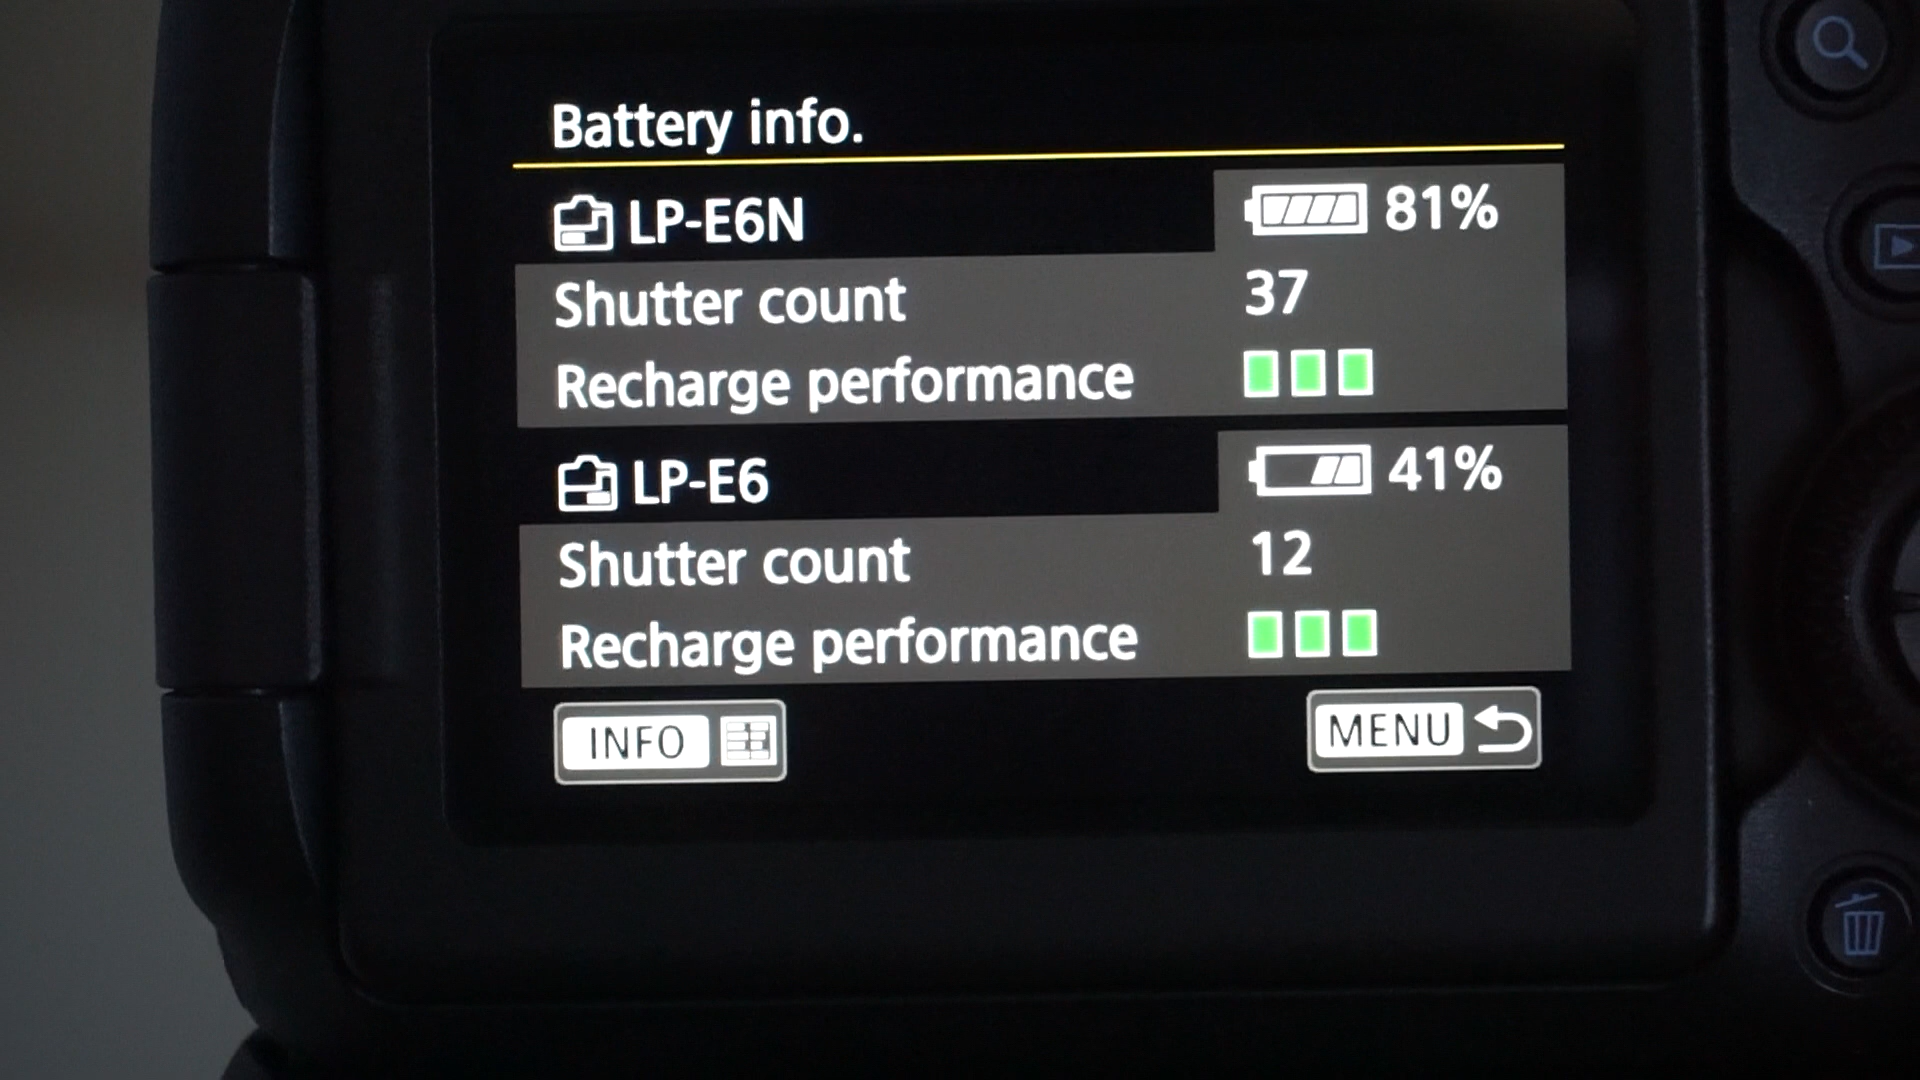 Battery info.
LP-E6N 81%
Shutter count 37
Recharge performance
LP-E6 41%
Shutter count 12
Recharge performance
INFO MENU